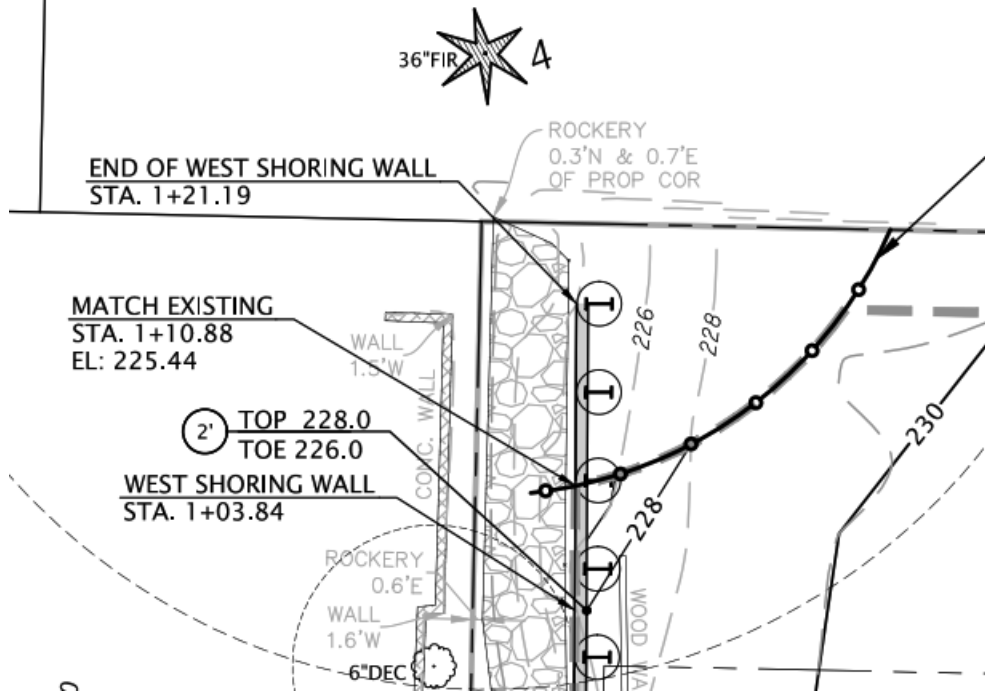 36"FIR
4
ROCKERY
0.3'N & 0.7'E
OF PROP COR
END OF WEST SHORING WALL
STA. 1+21.19
MATCH EXISTING
STA. 1+10.88
EL: 225.44
WALL
1.5'W
226
228
CONC. WALL
2'
TOP 228.0
TOE 226.0
230
WEST SHORING WALL
STA. 1+03.84
228
ROCKERY
0.6'E
WALL
1.6'W
WOOD
6"DEC